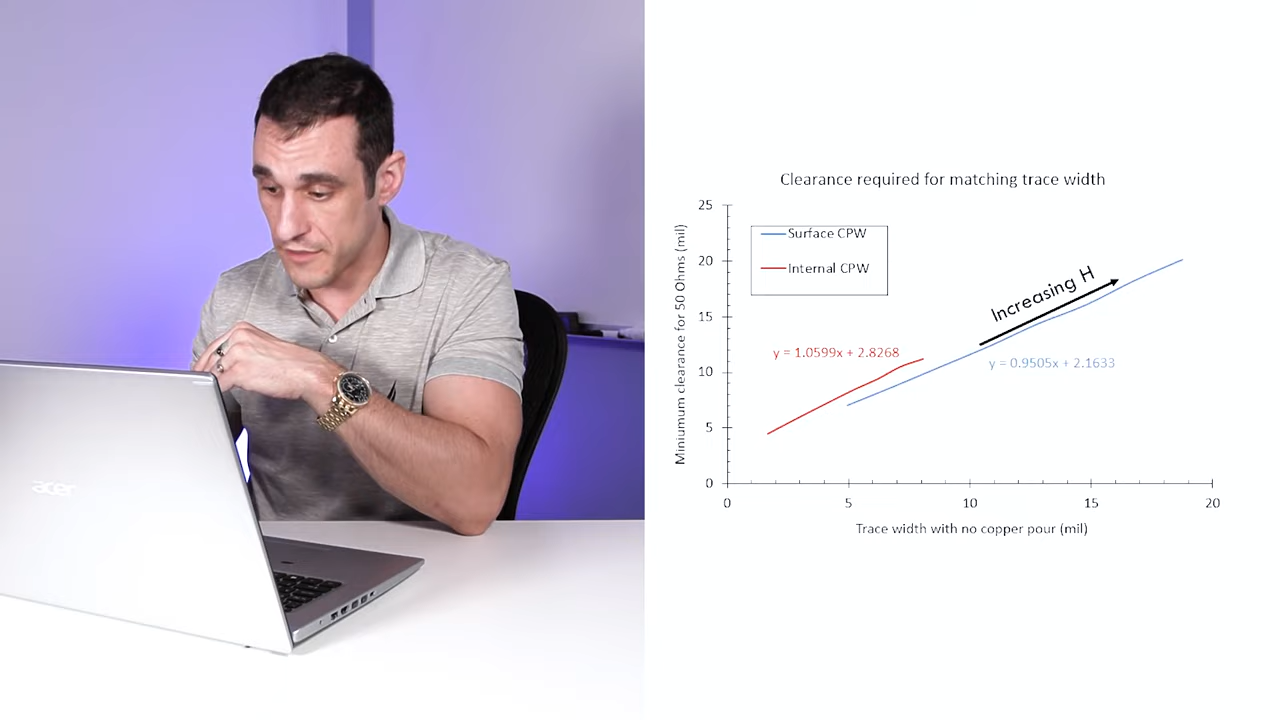 acer
Clearance required for matching trace width
Miniumum clearance for 50 Ohms (mil)
25
20
15
10
5
0
Surface CPW
Internal CPW
Increasing H
y = 1.0599x + 2.8268
y = 0.9505x + 2.1633
0
5
10
15
20
Trace width with no copper pour (mil)